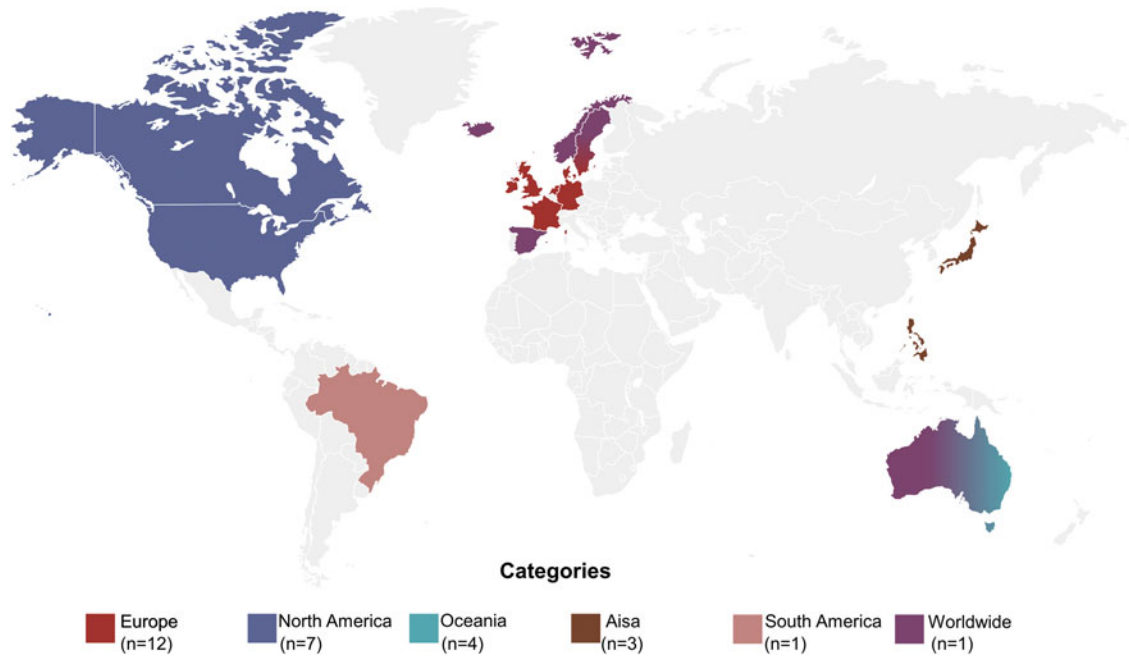 Categories
Europe
(n=12)
North America
(n=7)
Oceania
(n=4)
Aisa
(n=3)
South America
(n=1)
Worldwide
(n=1)